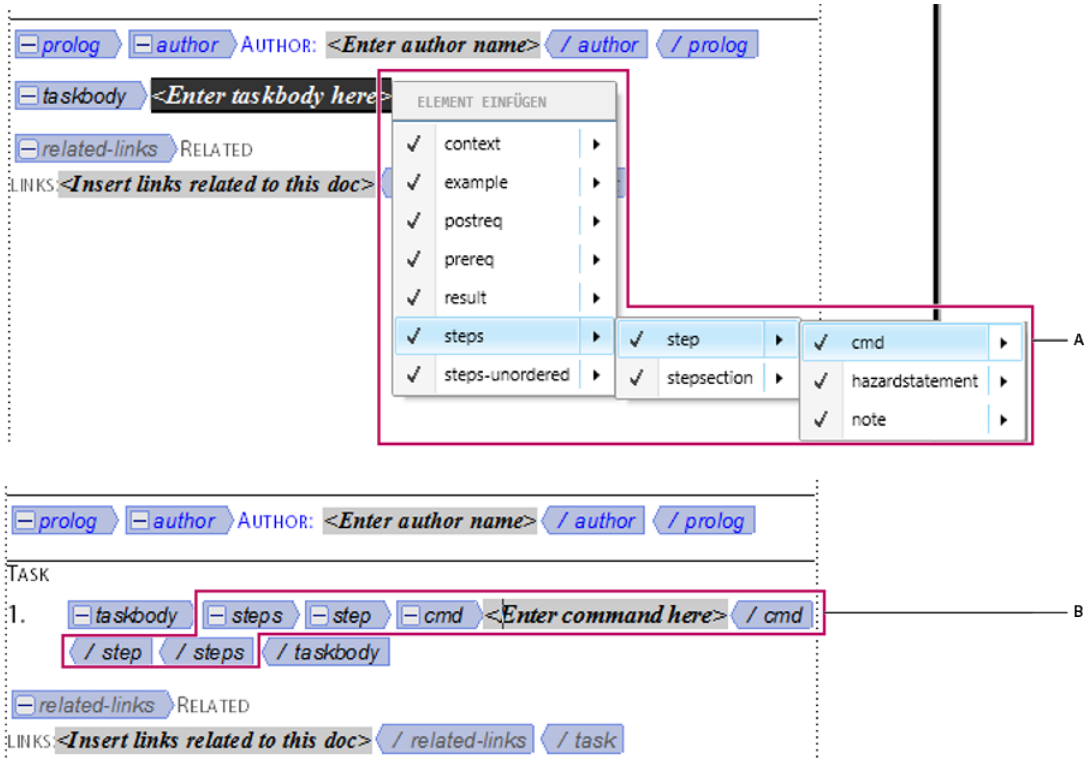 prolog author AUTHOR: <Enter author name> / author / prolog
taskbody <Enter taskbody here>
ELEMENT EINFÜGEN
related-links RELATED
LINKS:<Insert links related to this doc>
context
example
postreq
prereq
result
steps
steps-unordered
step
stepsection
cmd
hazardstatement
note
A
prolog author AUTHOR: <Enter author name> / author / prolog
TASK
1. taskbody steps step cmd <Enter command here> / cmd
B
/ step / steps / taskbody
related-links RELATED
LINKS:<Insert links related to this doc> / related-links / task